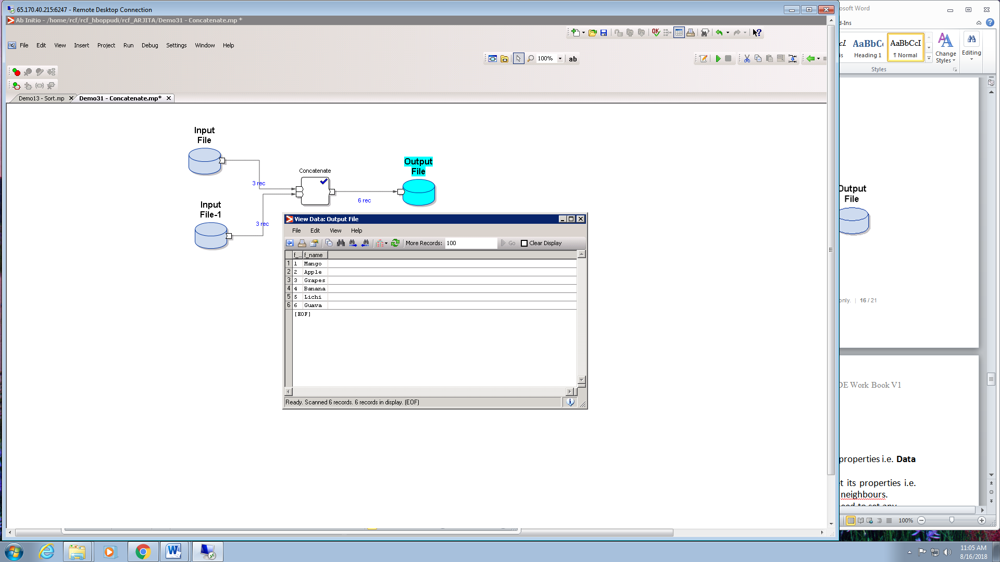 65.170.40.215:6247 - Remote Desktop Connection
Ab Initio - /home/rcf/rcf_hboppudi/rcf_ARJITA/Demo31 - Concatenate.mp *
File Edit View Insert Project Run Debug Settings Window Help
OK
100%
ab
Demo13 - Sort.mp
Demo31 - Concatenate.mp*
Input
File
3 rec
Input
File-1
3 rec
Concatenate
6 rec
Output
File
View Data: Output File
File Edit View Help
More Records: 100 Go Clear Display
f_... f_name
1 1 Mango
2 2 Apple
3 3 Grapes
4 4 Banana
5 5 Lichi
6 6 Guava
[EOF]
Ready. Scanned 6 records. 6 records in display. (EOF)
osoft Word
d-Ins
AaBbCc AaBbCcI
Heading 1 ¶ Normal
Change
Styles
Editing
Styles
Output
File
only. | 16 / 21
DE Work Book V1
properties i.e. Data
its properties i.e.
neighbours.
to set any
100%
11:05 AM
8/16/2018